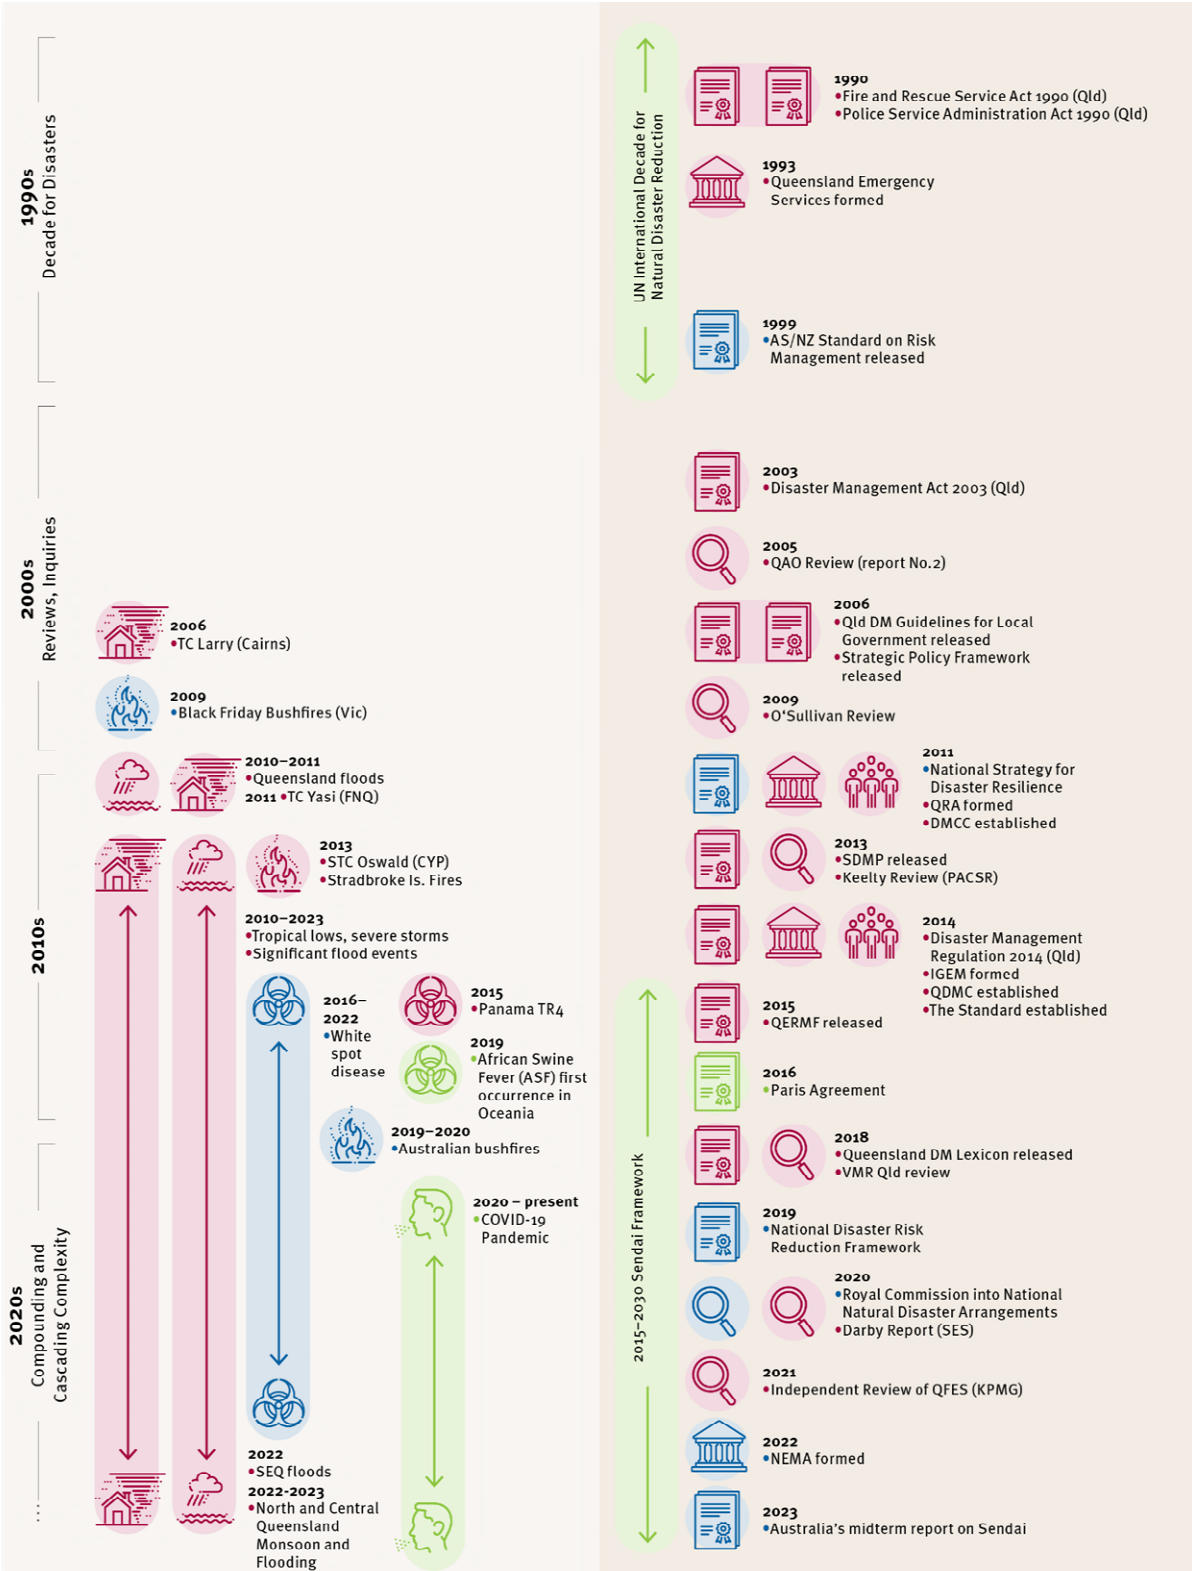 1990s
Decade for Disasters
2000s
Reviews, Inquiries
2006
•TC Larry (Cairns)
2009
•Black Friday Bushfires (Vic)
2010–2011
•Queensland floods
2011 •TC Yasi (FNQ)
2010s
2013
•STC Oswald (CYP)
•Stradbroke Is. Fires
2010–2023
•Tropical lows, severe storms
•Significant flood events
2016–
2022
•White
spot
disease
2015
•Panama TR4
2019
•African Swine
Fever (ASF) first
occurrence in
Oceania
2019–2020
•Australian bushfires
2020s
Compounding and
Cascading Complexity
2020 – present
•COVID-19
Pandemic
2022
•SEQ floods
2022-2023
•North and Central
Queensland
Monsoon and
Flooding
UN International Decade for
Natural Disaster Reduction
1990
•Fire and Rescue Service Act 1990 (Qld)
•Police Service Administration Act 1990 (Qld)
1993
•Queensland Emergency
Services formed
1999
•AS/NZ Standard on Risk
Management released
2003
•Disaster Management Act 2003 (Qld)
2005
•QAO Review (report No.2)
2006
•Qld DM Guidelines for Local
Government released
•Strategic Policy Framework
released
2009
•O‘Sullivan Review
2011
•National Strategy for
Disaster Resilience
•QRA formed
•DMCC established
2013
•SDMP released
•Keelty Review (PACSR)
2014
•Disaster Management
Regulation 2014 (Qld)
•IGEM formed
•QDMC established
•The Standard established
2015–2030 Sendai Framework
2015
•QERMF released
2016
•Paris Agreement
2018
•Queensland DM Lexicon released
•VMR Qld review
2019
•National Disaster Risk
Reduction Framework
2020
•Royal Commission into National
Natural Disaster Arrangements
•Darby Report (SES)
2021
•Independent Review of QFES (KPMG)
2022
•NEMA formed
2023
•Australia’s midterm report on Sendai